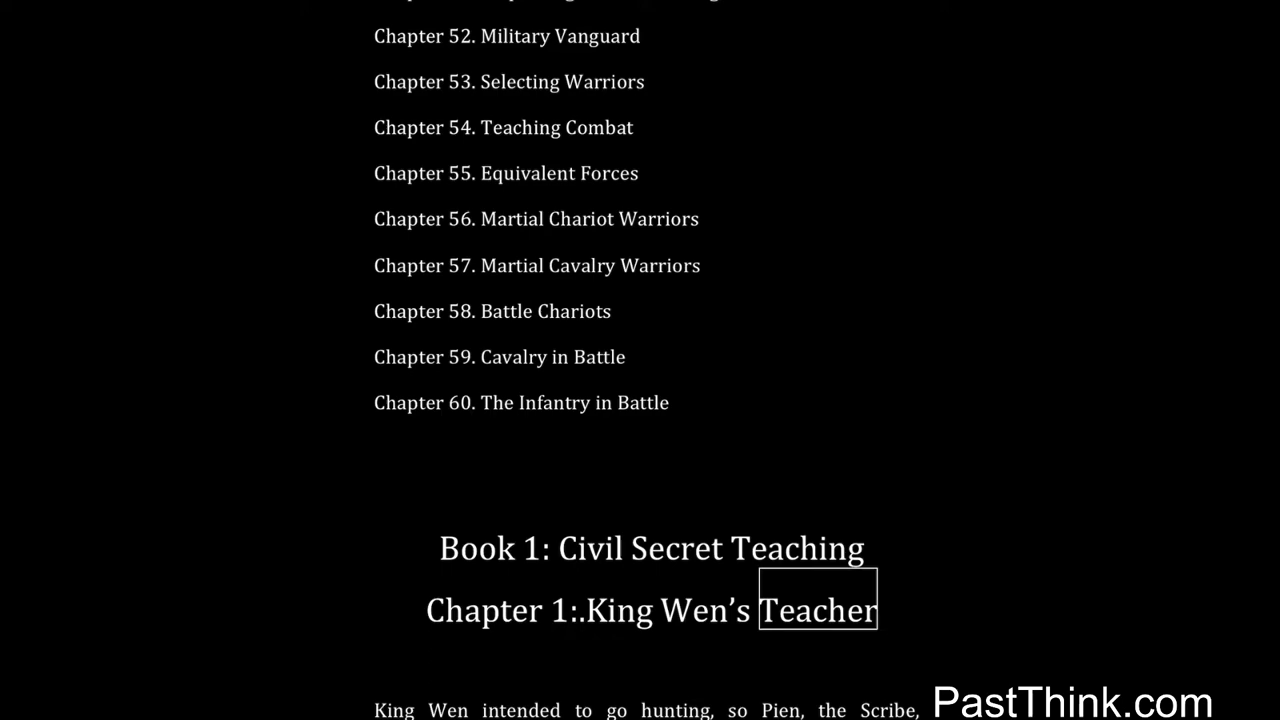 Chapter 52. Military Vanguard
Chapter 53. Selecting Warriors
Chapter 54. Teaching Combat
Chapter 55. Equivalent Forces
Chapter 56. Martial Chariot Warriors
Chapter 57. Martial Cavalry Warriors
Chapter 58. Battle Chariots
Chapter 59. Cavalry in Battle
Chapter 60. The Infantry in Battle
Book 1: Civil Secret Teaching
Chapter 1:.King Wen’s Teacher
King Wen intended to go hunting, so Pien, the Scribe,
PastThink.com